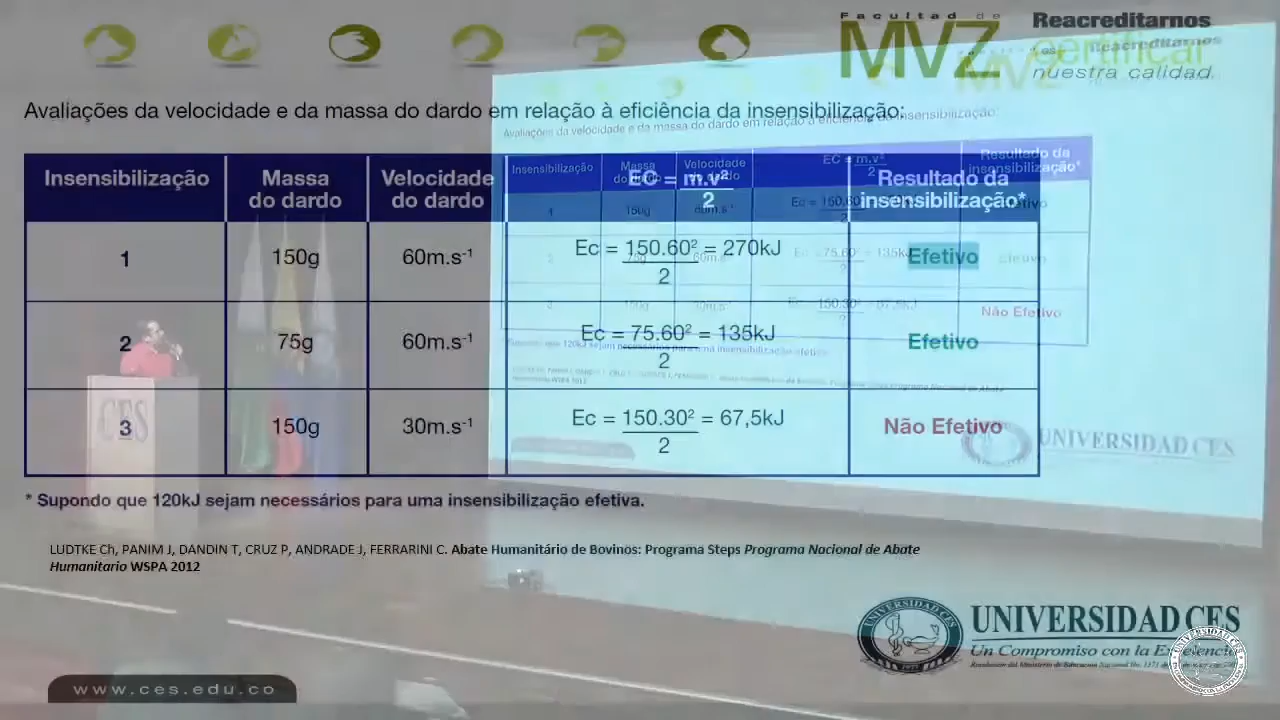 Facultad de
MVZ
Reacreditarnos
certificar
nuestra calidad
Avaliações da velocidade e da massa do dardo em relação à eficiência da insensibilização:
Insensibilização Massa do dardo Velocidade do dardo EC = m.v² / 2 Resultado da insensibilização*
1 150g 60m.s⁻¹ Ec = 150.60² = 270kJ / 2 Efetivo
2 75g 60m.s⁻¹ Ec = 75.60² = 135kJ / 2 Efetivo
3 150g 30m.s⁻¹ Ec = 150.30² = 67,5kJ / 2 Não Efetivo
* Supondo que 120kJ sejam necessários para uma insensibilização efetiva.
LUDTKE Ch, PANIM J, DANDIN T, CRUZ P, ANDRADE J, FERRARINI C. Abate Humanitário de Bovinos: Programa Steps Programa Nacional de Abate
Humanitario WSPA 2012
CES
UNIVERSIDAD CES
UNIVERSIDAD CES
Un Compromiso con la Excelencia
www.ces.edu.co